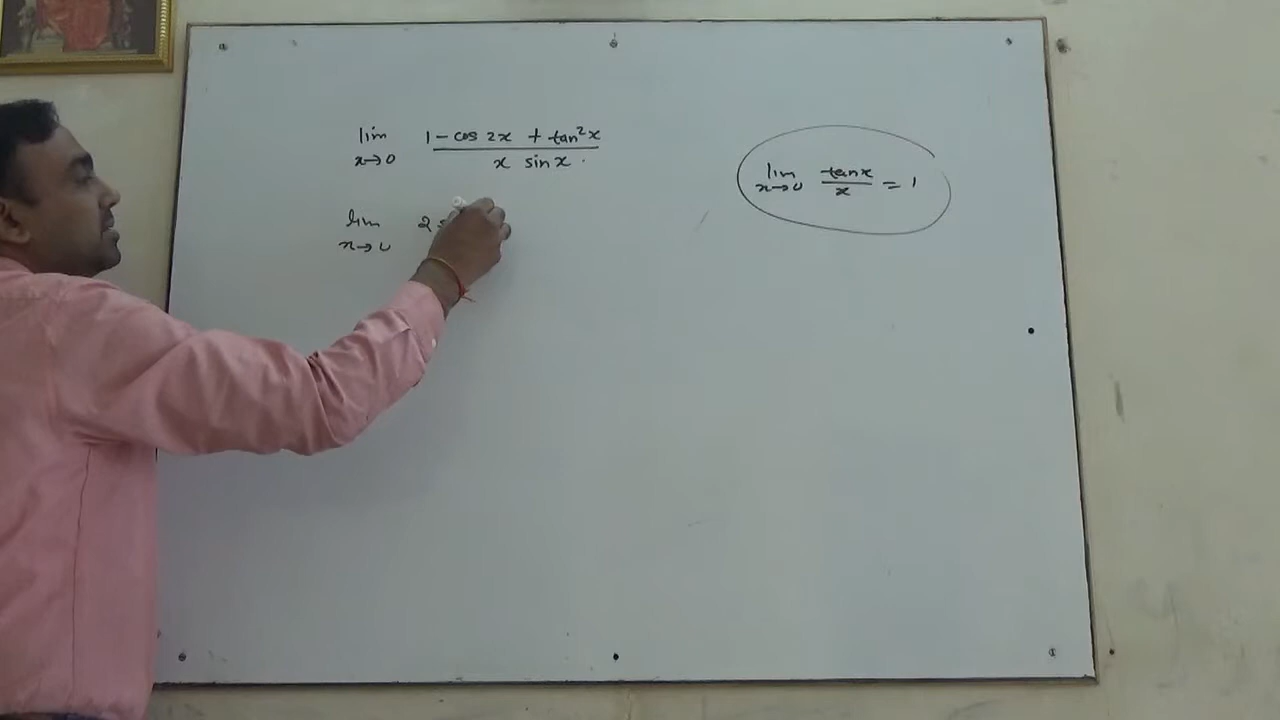 lim 1 - cos 2x + tan²x
x→0 x sin x .
lim 2
x→0
lim tan x
x→0 x = 1